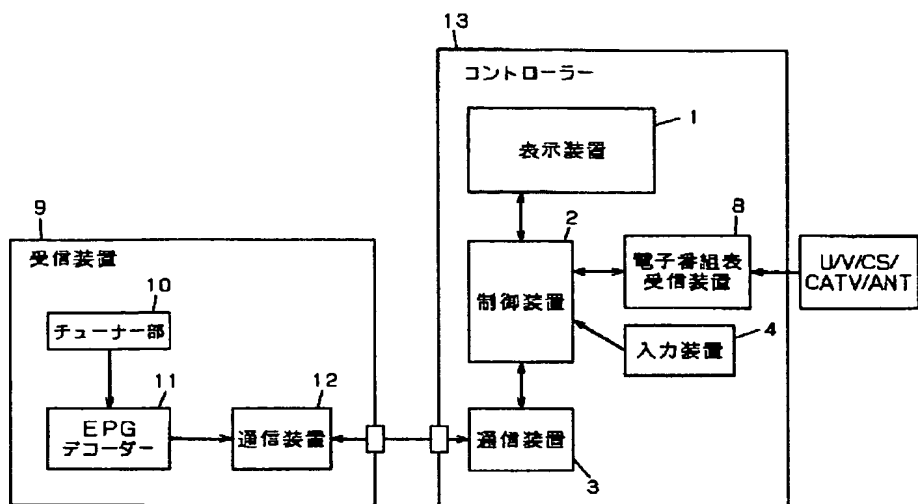 13
コントローラー
1
表示装置
9
受信装置
2
8
10
チューナー部
制御装置
電子番組表
受信装置
U/V/CS/
CATV/ANT
4
入力装置
11
12
EPG
デコーダー
通信装置
通信装置
3